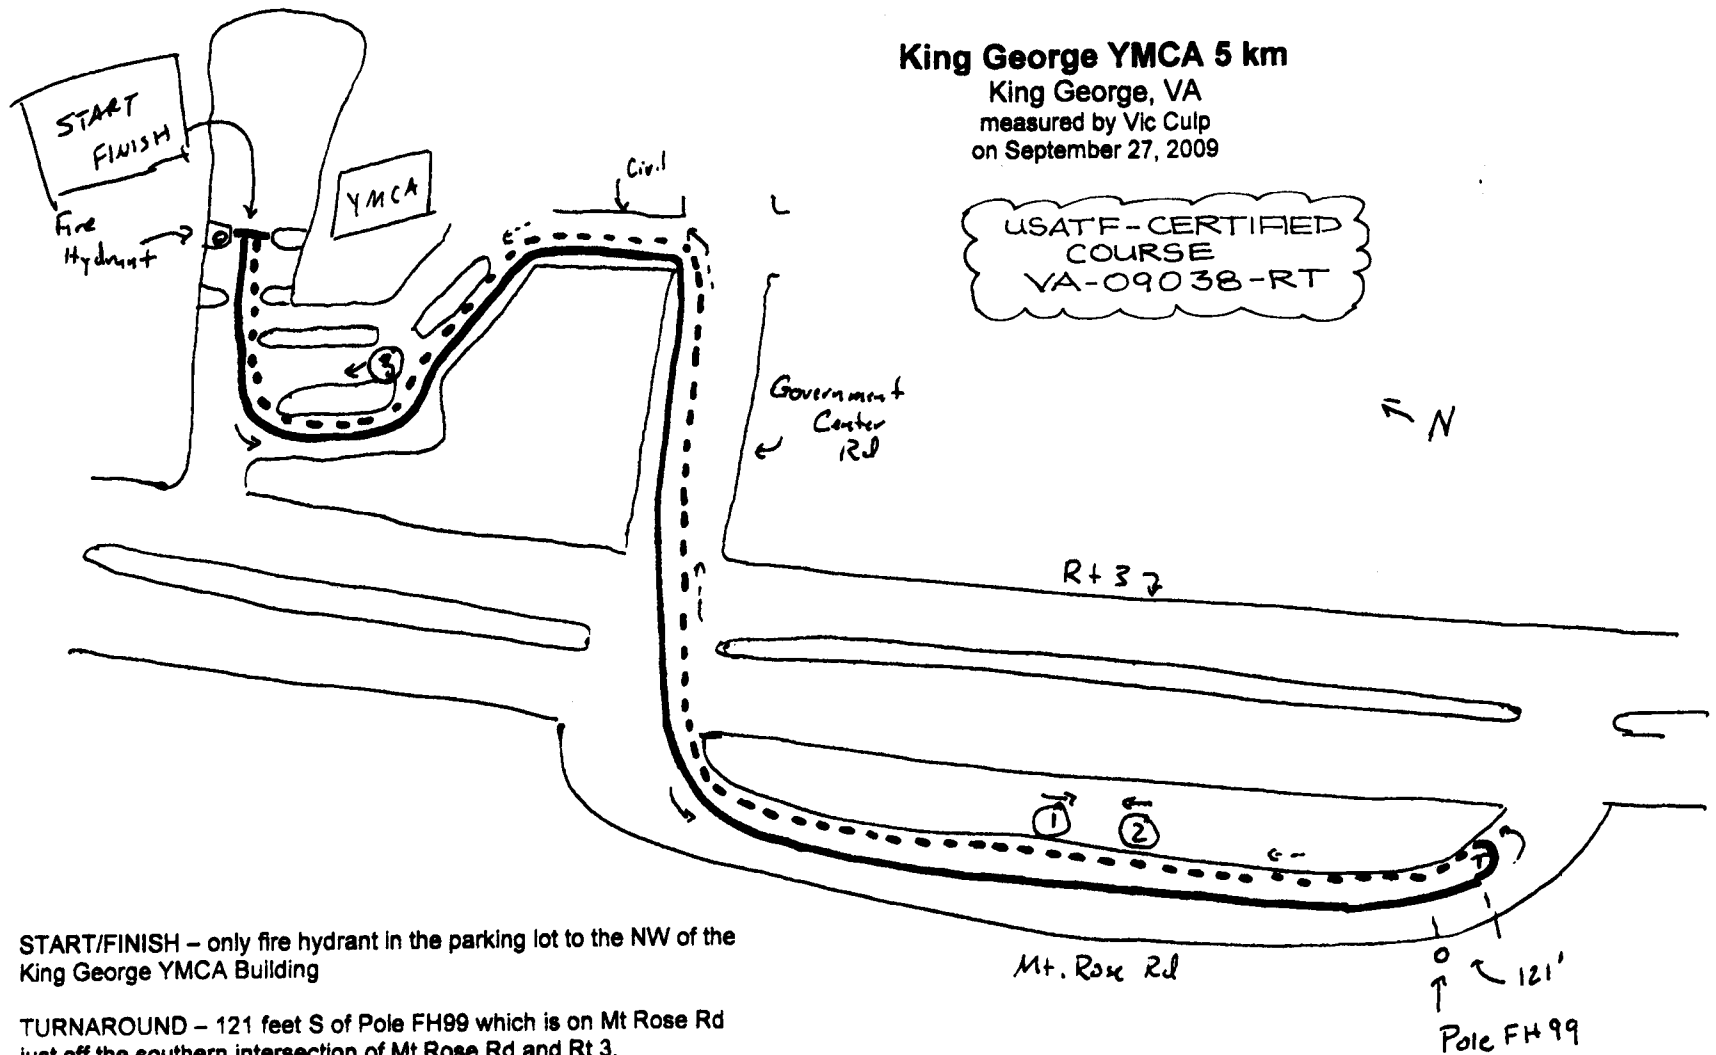 King George YMCA 5 km
King George, VA
measured by Vic Culp
on September 27, 2009
USATF-CERTIFIED
COURSE
VA-09038-RT
START
FINISH
Fire
Hydrant
YMCA
Civil
3
Government
Center
Rd
N
Rt 3
1
2
T
Mt. Rose Rd
121'
Pole FH99
START/FINISH – only fire hydrant in the parking lot to the NW of the
King George YMCA Building
TURNAROUND – 121 feet S of Pole FH99 which is on Mt Rose Rd
just off the southern intersection of Mt Rose Rd and Rt 3.